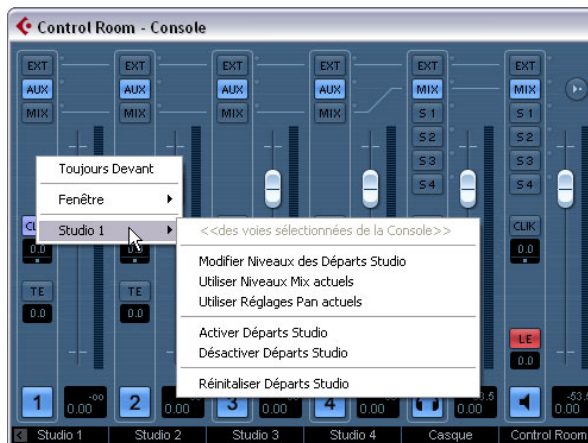 Control Room - Console
EXT EXT EXT EXT EXT EXT
AUX AUX AUX AUX MIX MIX
MIX MIX MIX MIX S 1 S 1
S 2 S 2
S 3 S 3
S 4 S 4
Toujours Devant
Fenêtre
Studio 1
<<des voies sélectionnées de la Console>>
Modifier Niveaux des Départs Studio
Utiliser Niveaux Mix actuels
Utiliser Réglages Pan actuels
Activer Départs Studio
Désactiver Départs Studio
Réinitaliser Départs Studio
CLIK
0.0 0.0 0.0
TE TE
0.0 0.0
LE
0.0
1 0.00 -oo 2 0.00 3 0.00 4 0.00 0.00 0.00
Studio 1 Studio 2 Studio 3 Studio 4 Casque Control Room